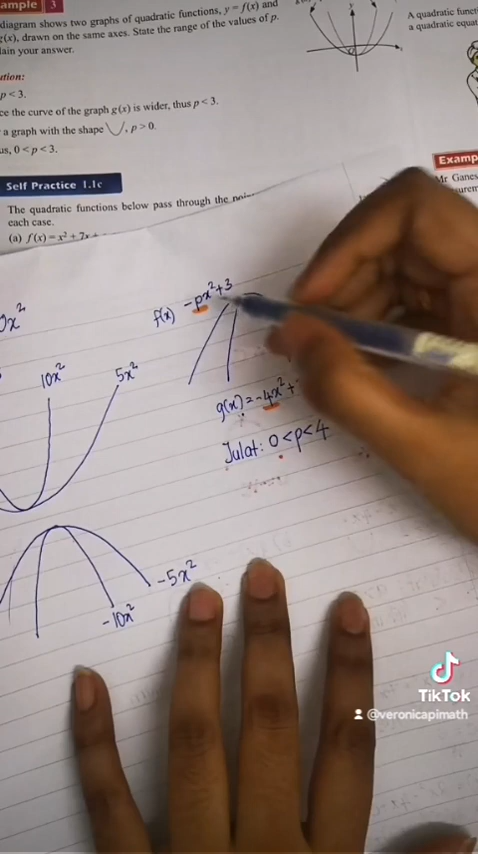 ample 3
diagram shows two graphs of quadratic functions, y = f(x) and
g(x), drawn on the same axes. State the range of the values of p.
lain your answer.
A quadratic funct
a quadratic equat
ution:
p < 3.
ce the curve of the graph g(x) is wider, thus p < 3.
a graph with the shape , p > 0.
us, 0 < p < 3.
Self Practice 1.1c
The quadratic functions below pass through the
each case.
(a) f(x) = x² + 7x +
Examp
Mr Ganes
urem
f(x) -px²+3
10x²
5x²
g(x) = -4x²+
Julat: 0<p<4
-5x²
-10x²
TikTok
@veronicapimath